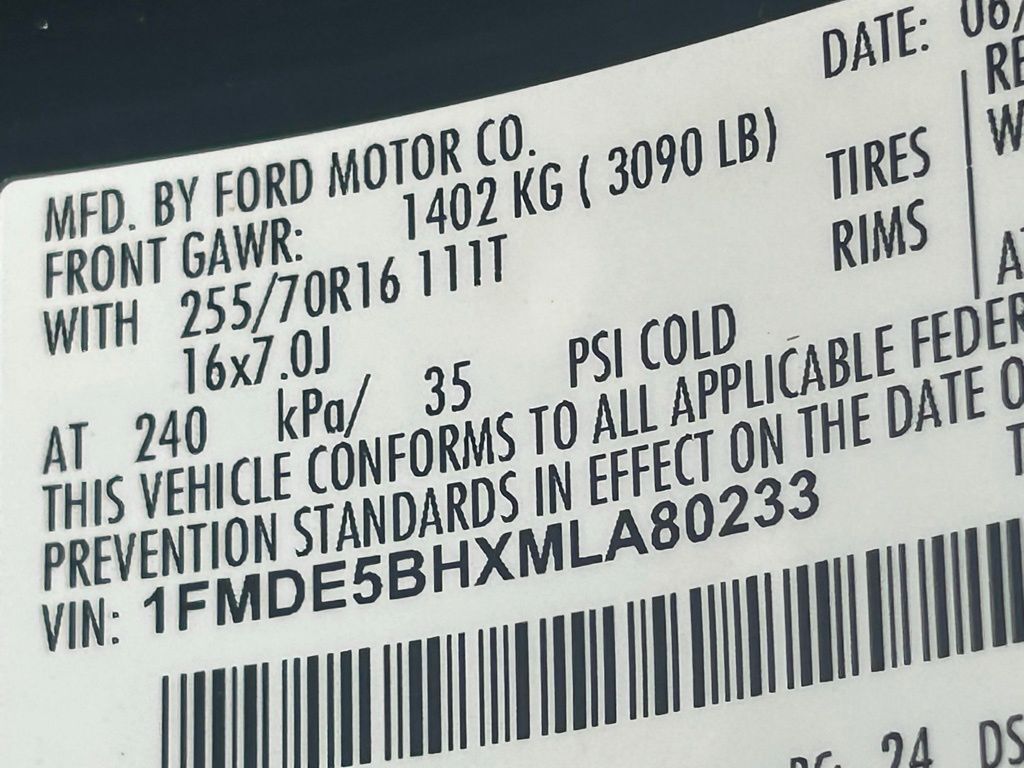 DATE: 06/
MFD. BY FORD MOTOR CO.
FRONT GAWR: 1402 KG ( 3090 LB)
WITH 255/70R16 111T TIRES
16x7.0J RIMS
AT 240 kPa/ 35 PSI COLD
THIS VEHICLE CONFORMS TO ALL APPLICABLE FEDER
PREVENTION STANDARDS IN EFFECT ON THE DATE O
VIN: 1FMDE5BHXMLA80233
24 DS